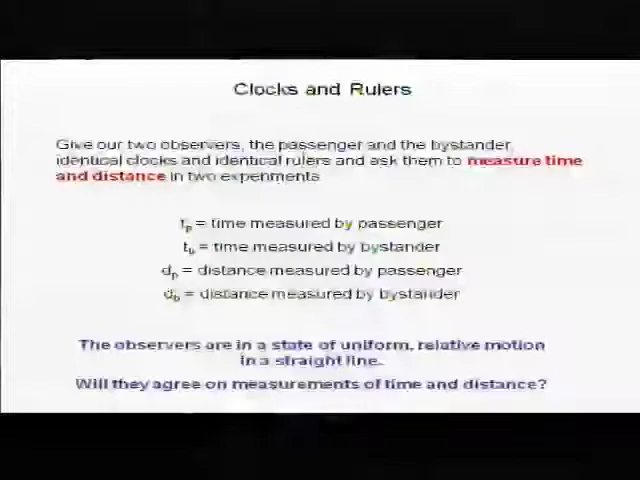 Clocks and Rulers
Give our two observers, the passenger and the bystander,
identical clocks and identical rulers and ask them to measure time
and distance in two experiments
tp = time measured by passenger
tb = time measured by bystander
dp = distance measured by passenger
db = distance measured by bystander
The observers are in a state of uniform, relative motion
in a straight line.
Will they agree on measurements of time and distance?